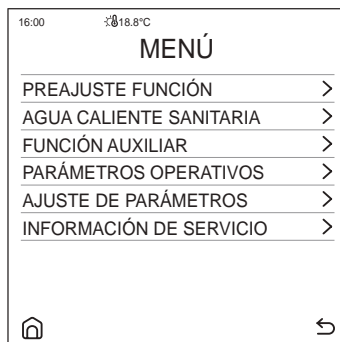 16:00 18.8°C
MENÚ
PREAJUSTE FUNCIÓN
AGUA CALIENTE SANITARIA
FUNCIÓN AUXILIAR
PARÁMETROS OPERATIVOS
AJUSTE DE PARÁMETROS
INFORMACIÓN DE SERVICIO